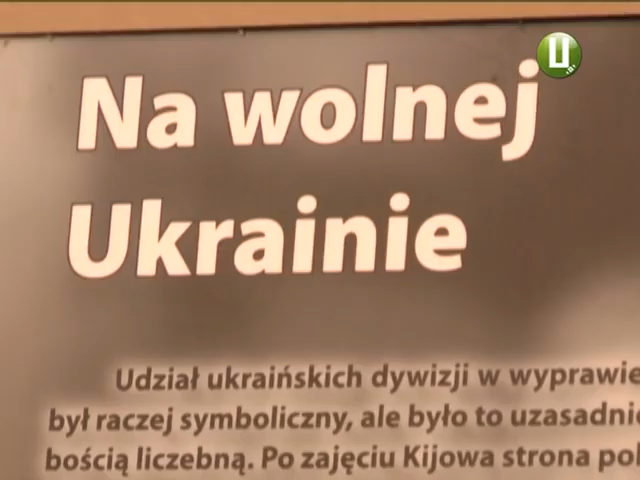 Na wolnej
Ukrainie
Udział ukraińskich dywizji w wyprawie
był raczej symboliczny, ale było to
bością liczebną. Po zajęciu Kijowa strona